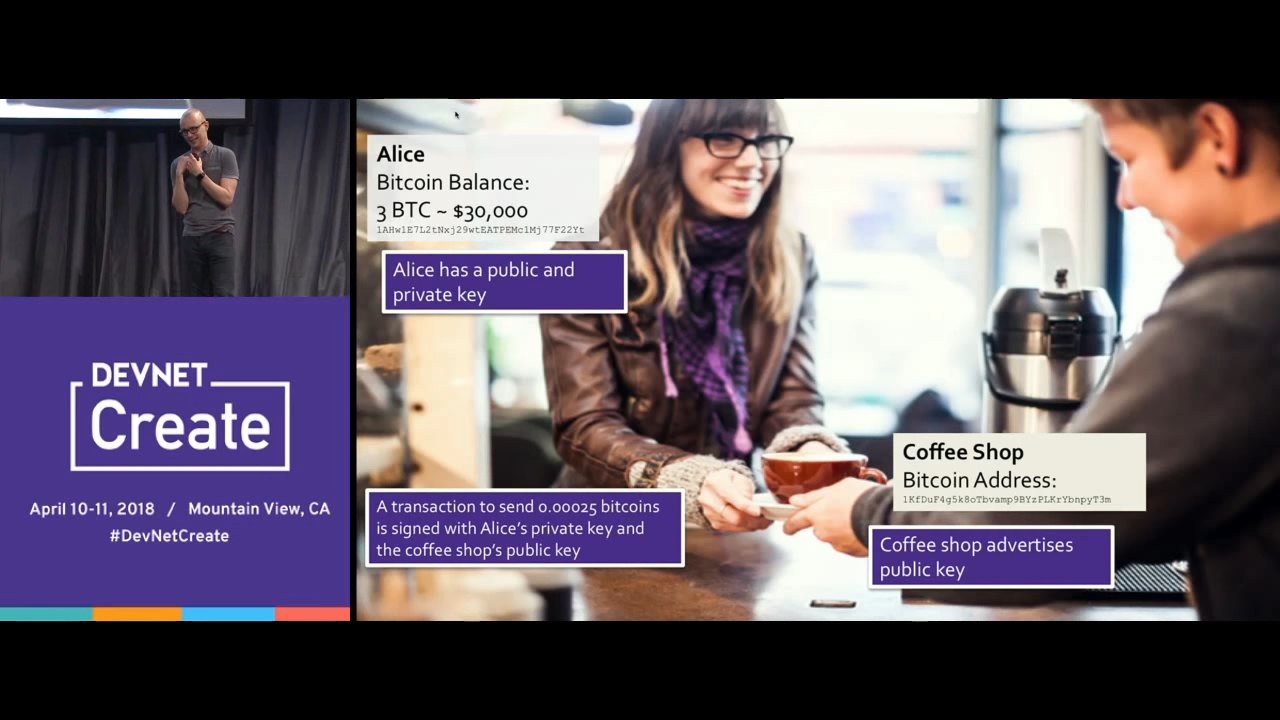 Alice
Bitcoin Balance:
3 BTC ~ $30,000
1AHw1E7L2tNxj29wtEATPEMc1Mj77F22Yt
Alice has a public and
private key
DEVNET
Create
April 10-11, 2018 / Mountain View, CA
#DevNetCreate
A transaction to send 0.00025 bitcoins
is signed with Alice's private key and
the coffee shop's public key
Coffee Shop
Bitcoin Address:
1KfDuF4g5k8oTbvamp9BYzPLKrYbnpyT3m
Coffee shop advertises
public key